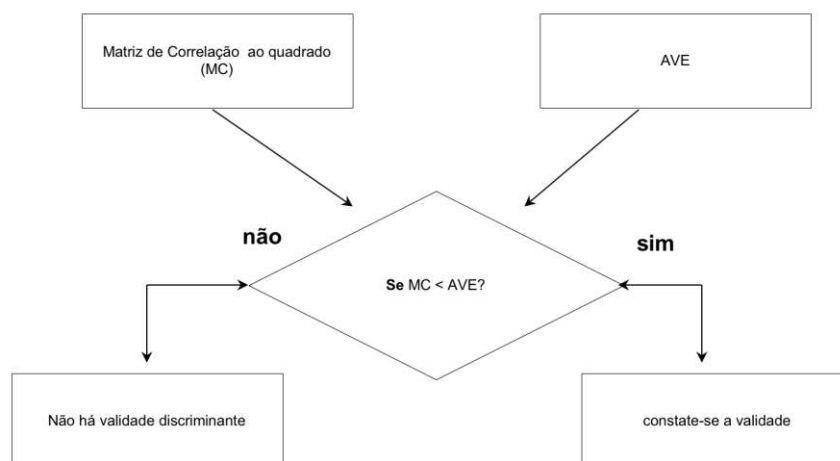 Matriz de Correlação ao quadrado
(MC)
AVE
não
sim
Se MC < AVE?
Não há validade discriminante
constate-se a validade